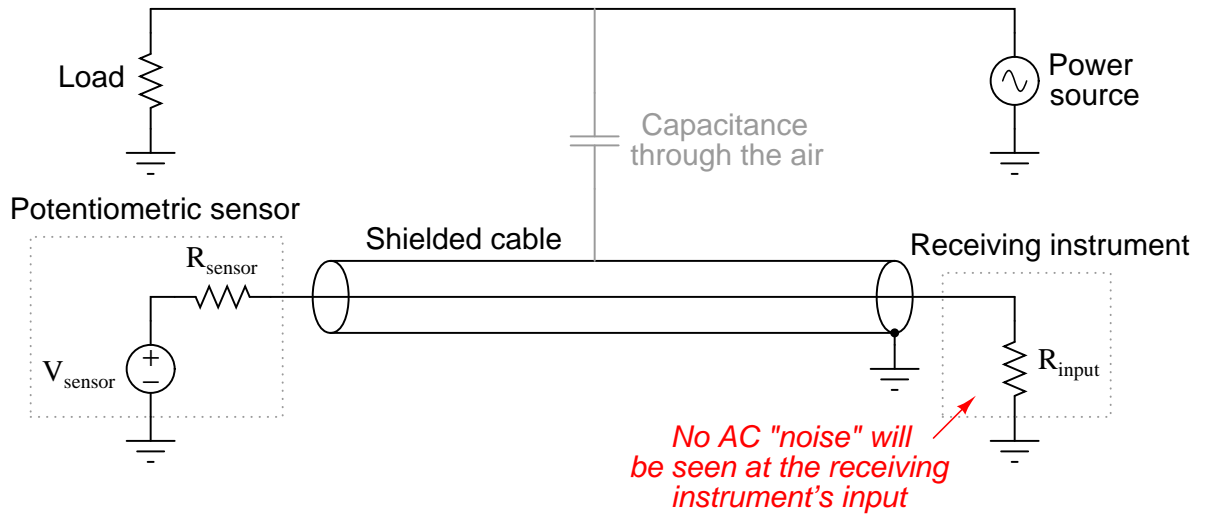 Load
Power
source
Capacitance
through the air
Potentiometric sensor
Shielded cable
Receiving instrument
Rsensor
+
−
Vsensor
Rinput
No AC "noise" will
be seen at the receiving
instrument's input